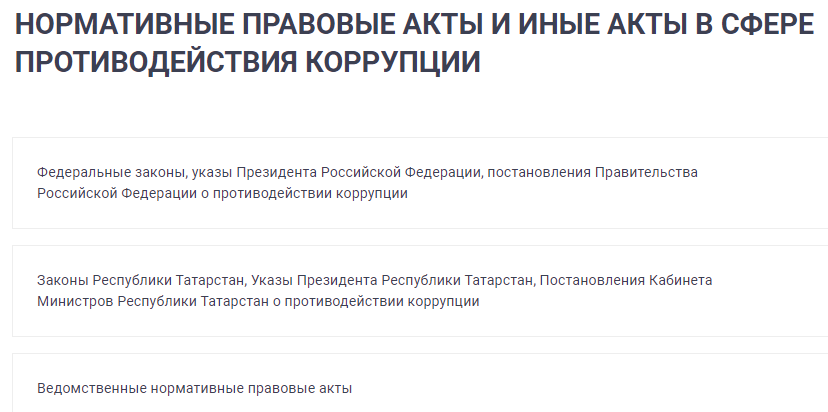 НОРМАТИВНЫЕ ПРАВОВЫЕ АКТЫ И ИНЫЕ АКТЫ В СФЕРЕ
ПРОТИВОДЕЙСТВИЯ КОРРУПЦИИ
Федеральные законы, указы Президента Российской Федерации, постановления Правительства
Российской Федерации о противодействии коррупции
Законы Республики Татарстан, Указы Президента Республики Татарстан, Постановления Кабинета
Министров Республики Татарстан о противодействии коррупции
Ведомственные нормативные правовые акты